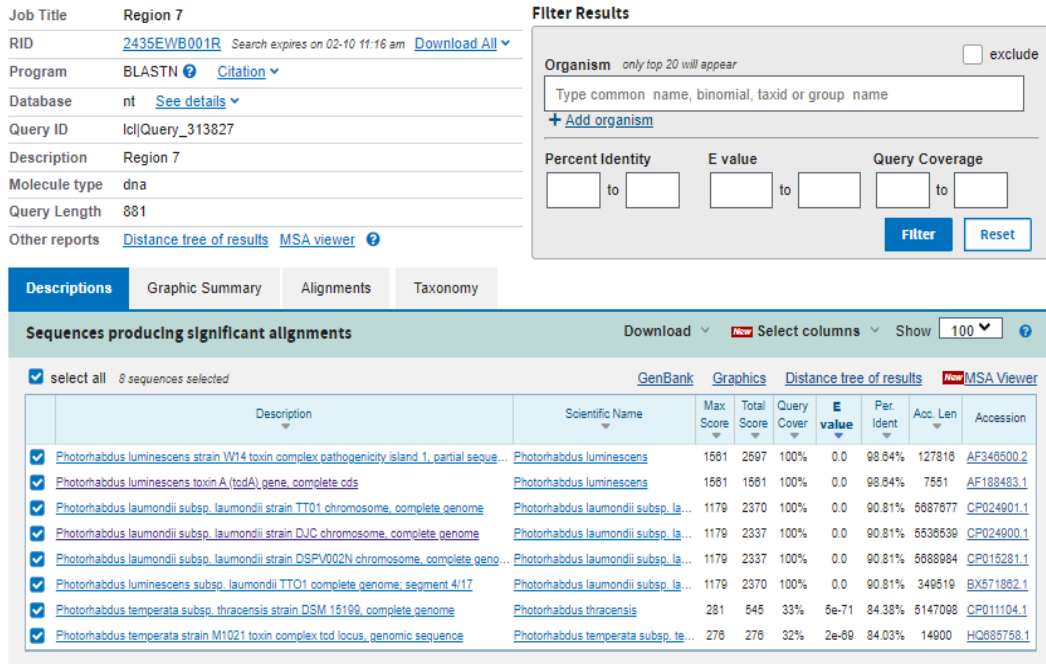 Job Title Region 7
RID 2435EWB001R Search expires on 02-10 11:16 am Download All
Program BLASTN Citation
Database nt See details
Query ID lcl|Query_313827
Description Region 7
Molecule type dna
Query Length 881
Other reports Distance tree of results MSA viewer
Filter Results
exclude
Organism only top 20 will appear
Type common name, binomial, taxid or group name
+ Add organism
Percent Identity E value Query Coverage
to to to
Filter Reset
Descriptions Graphic Summary Alignments Taxonomy
Sequences producing significant alignments Download New Select columns Show 100
select all 8 sequences selected GenBank Graphics Distance tree of results New MSA Viewer
Description Scientific Name Max Score Total Score Query Cover E value Per. Ident Acc. Len Accession
Photorhabdus luminescens strain W14 toxin complex pathogenicity island 1, partial seque... Photorhabdus luminescens 1561 2597 100% 0.0 98.64% 127816 AF346500.2
Photorhabdus luminescens toxin A (tcdA) gene, complete cds Photorhabdus luminescens 1561 1561 100% 0.0 98.64% 7551 AF188483.1
Photorhabdus laumondii subsp. laumondii strain TT01 chromosome, complete genome Photorhabdus laumondii subsp. la... 1179 2370 100% 0.0 90.81% 5687677 CP024901.1
Photorhabdus laumondii subsp. laumondii strain DJC chromosome, complete genome Photorhabdus laumondii subsp. la... 1179 2337 100% 0.0 90.81% 5536539 CP024900.1
Photorhabdus laumondii subsp. laumondii strain DSPV002N chromosome, complete geno... Photorhabdus laumondii subsp. la... 1179 2337 100% 0.0 90.81% 5688984 CP015281.1
Photorhabdus luminescens subsp. laumondii TTO1 complete genome; segment 4/17 Photorhabdus laumondii subsp. la... 1179 2370 100% 0.0 90.81% 349519 BX571862.1
Photorhabdus temperata subsp. thracensis strain DSM 15199, complete genome Photorhabdus thracensis 281 545 33% 5e-71 84.38% 5147098 CP011104.1
Photorhabdus temperata strain M1021 toxin complex tcd locus, genomic sequence Photorhabdus temperata subsp. te... 276 276 32% 2e-69 84.03% 14900 HQ685758.1